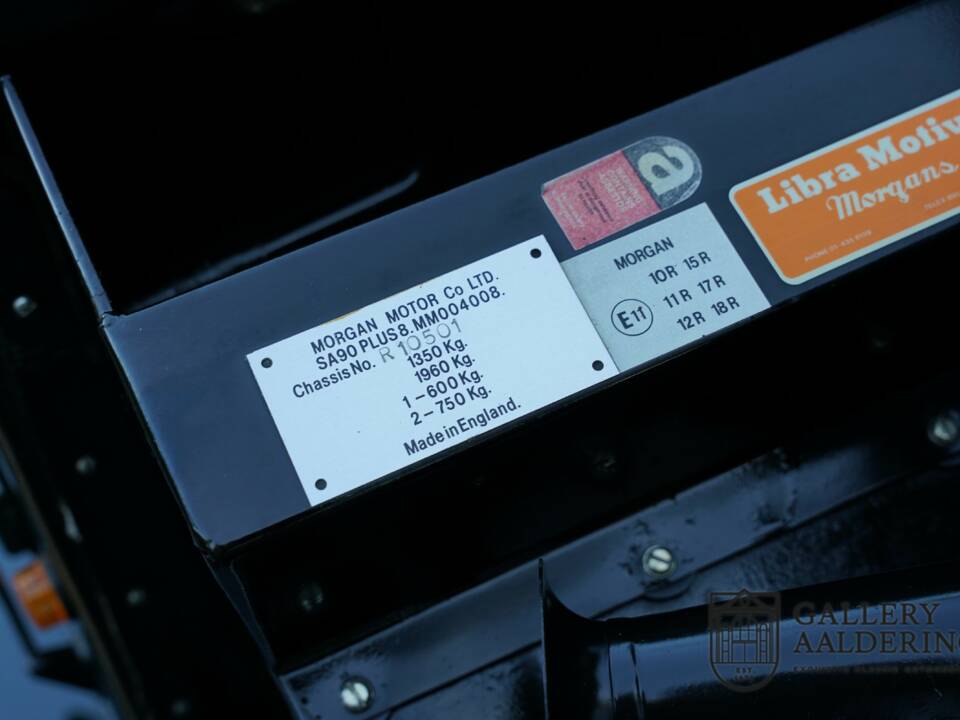 MORGAN MOTOR Co LTD.
SA90 PLUS8.MM004008.
Chassis No. R10501
1350 Kg.
1960 Kg.
1-600 Kg.
2-750 Kg.
Made in England.
a
MORGAN
10R 15R
E11 11R 17R
12R 18R
Libra Motiv
Morgans
GALLERY
AALDERING